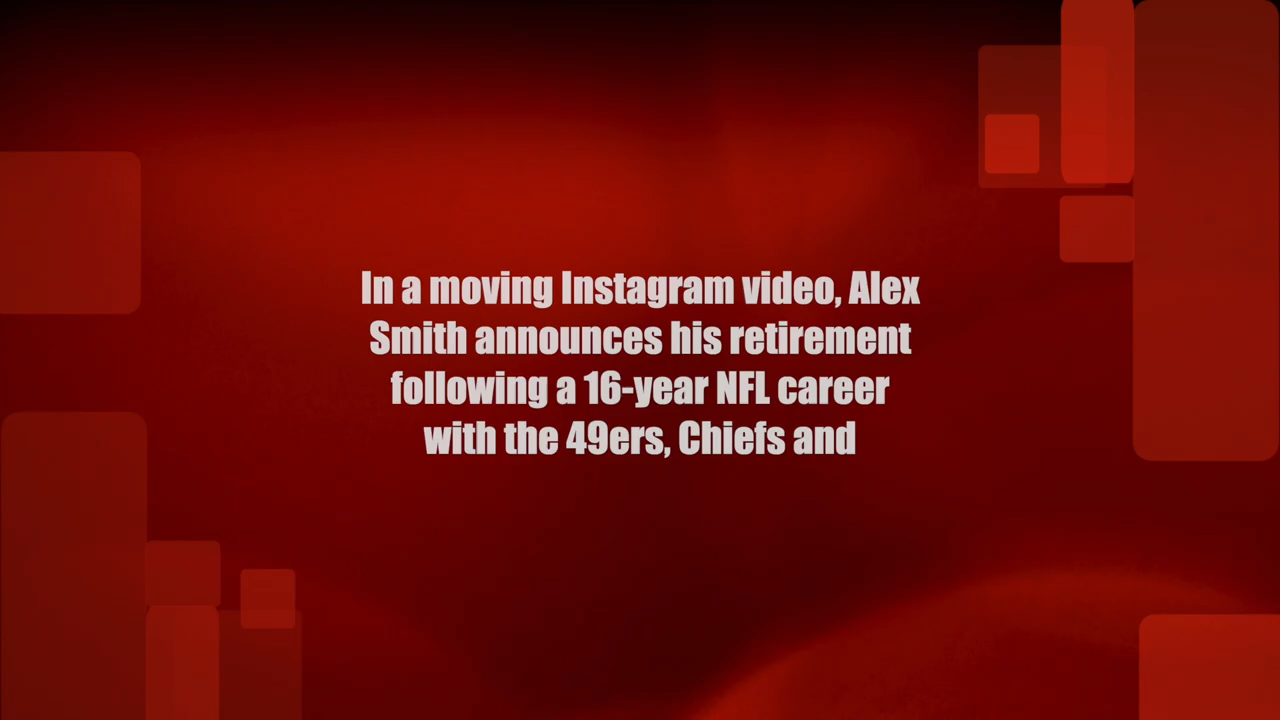 In a moving Instagram video, Alex
Smith announces his retirement
following a 16-year NFL career
with the 49ers, Chiefs and